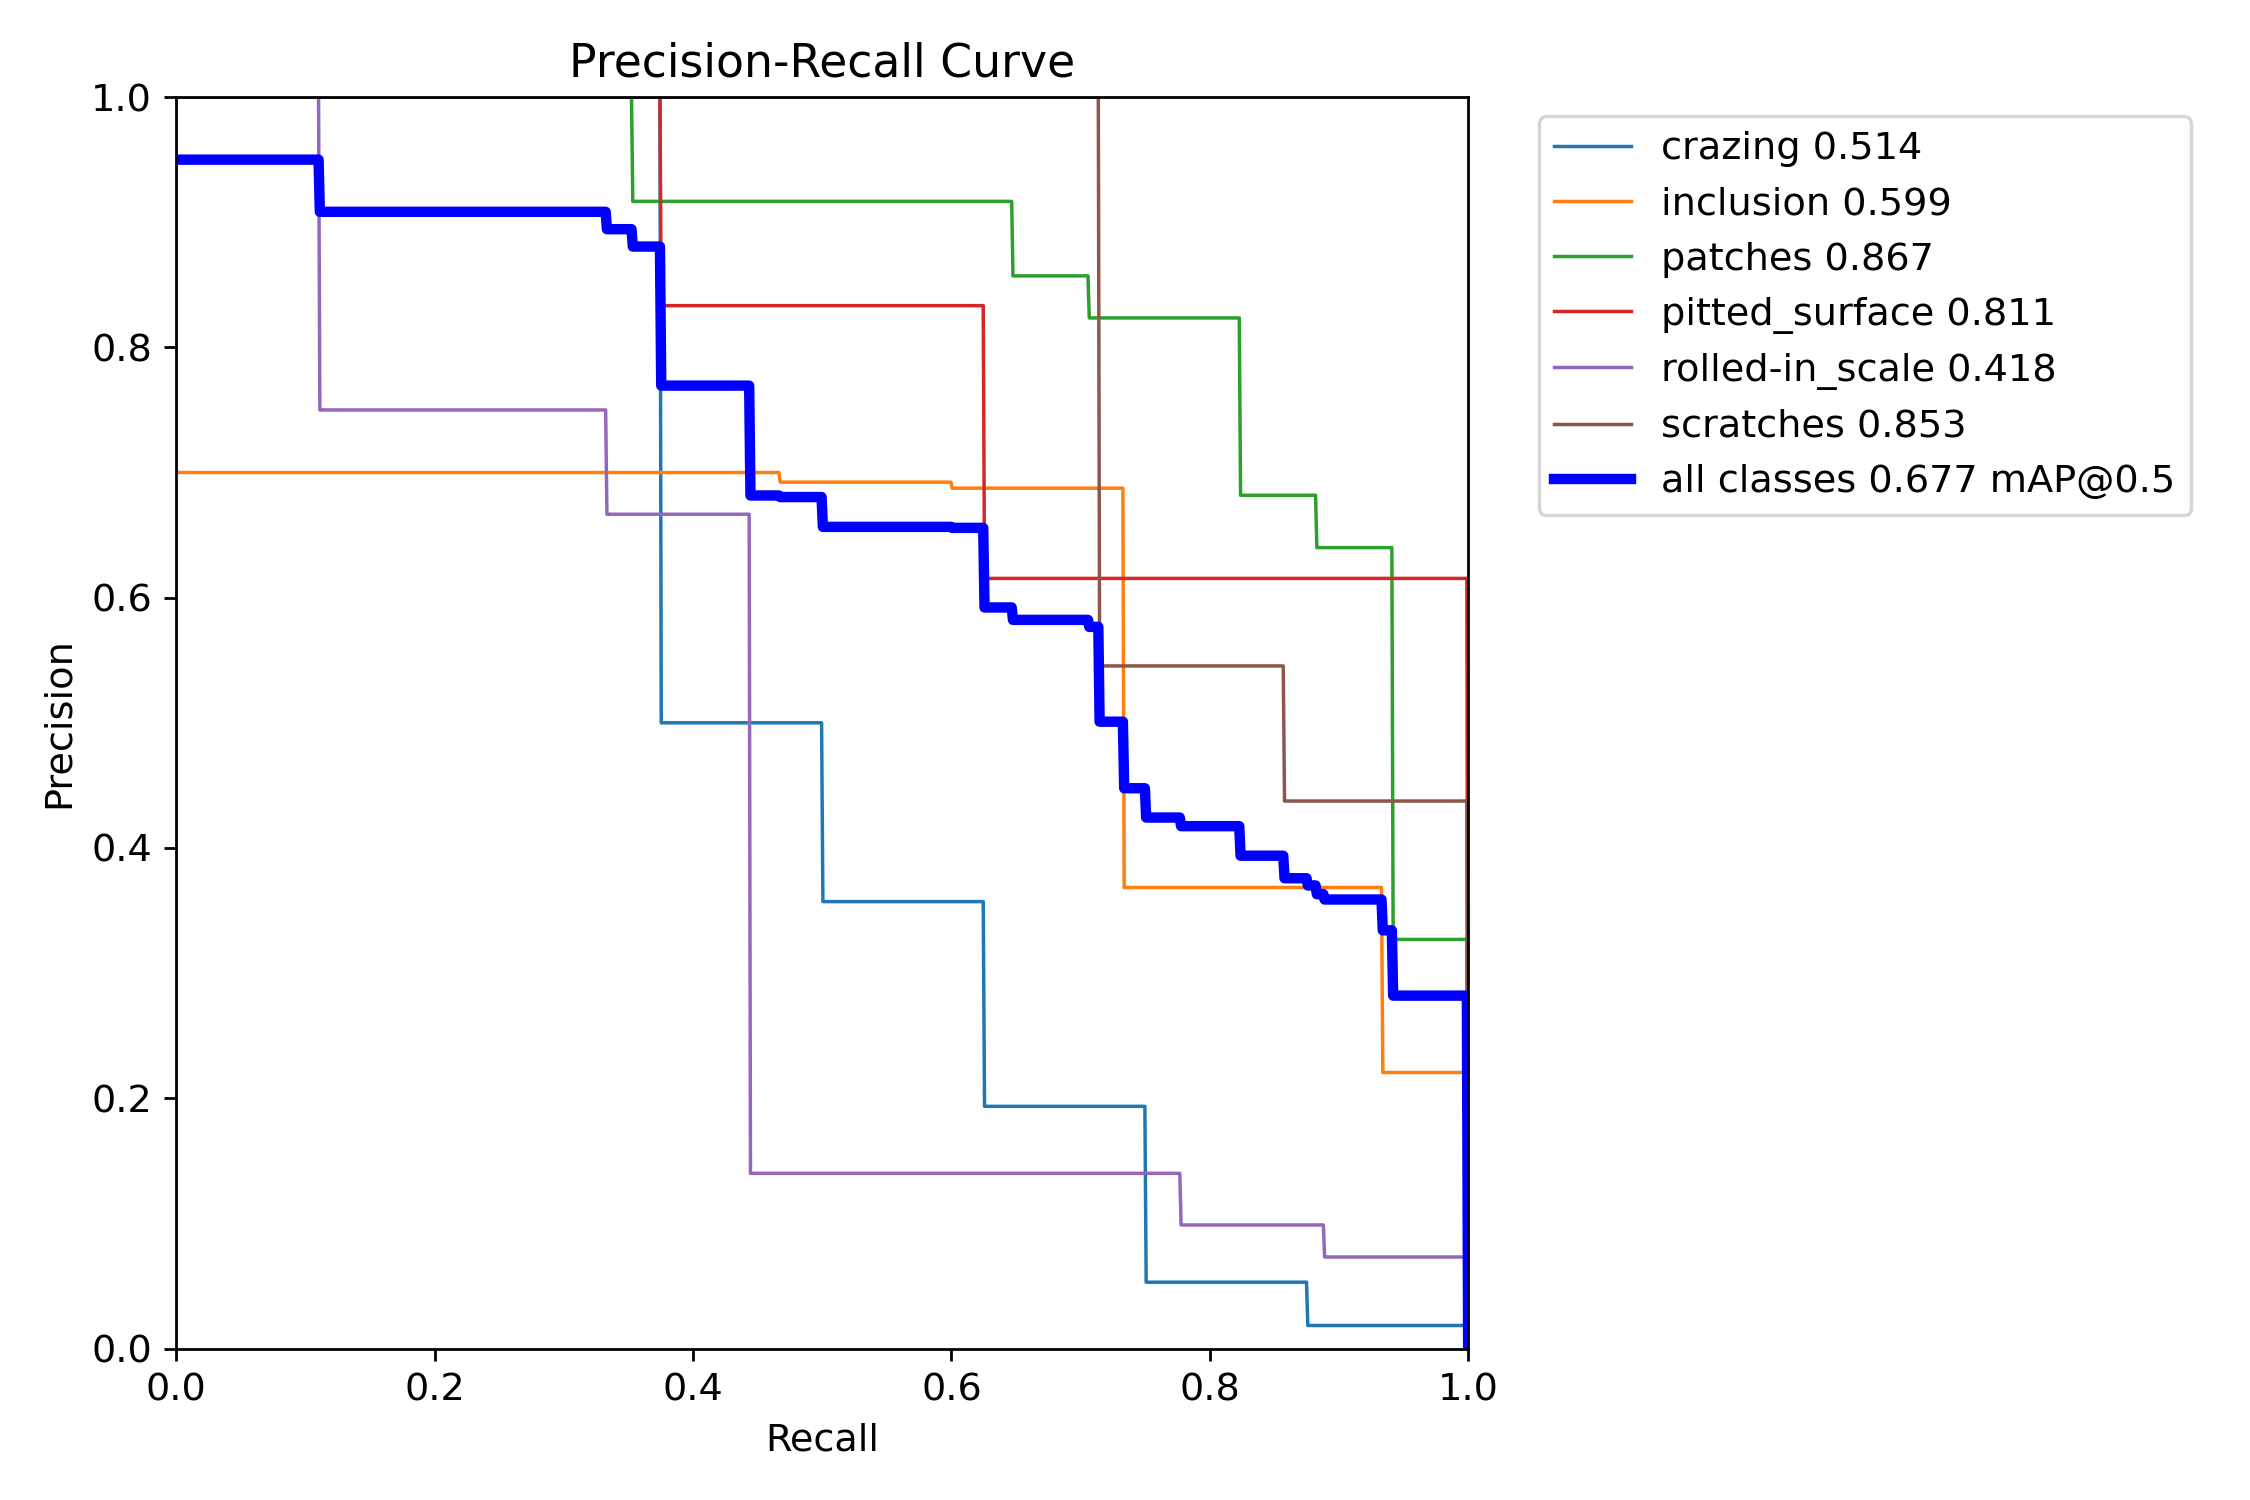 Precision-Recall Curve
1.0
0.8
0.6
0.4
0.2
0.0
Precision
0.0 0.2 0.4 0.6 0.8 1.0
Recall
crazing 0.514
inclusion 0.599
patches 0.867
pitted_surface 0.811
rolled-in_scale 0.418
scratches 0.853
all classes 0.677 mAP@0.5